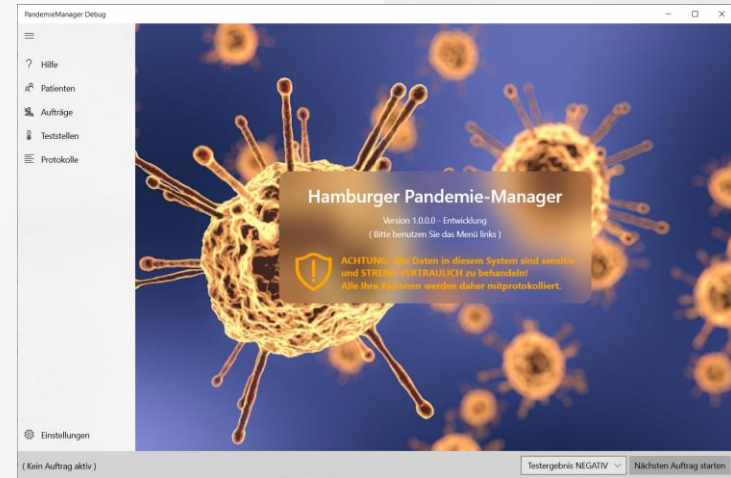 PandemieManager Debug
Hilfe
Patienten
Aufträge
Teststellen
Protokolle
Hamburger Pandemie-Manager
Version 1.0.0.0 - Entwicklung
( Bitte benutzen Sie das Menü links )
ACHTUNG: Alle Daten in diesem System sind sensitiv
und STRENG VERTRAULICH zu behandeln!
Alle Ihre Aktionen werden daher mitprotokolliert.
Einstellungen
( Kein Auftrag aktiv )
Testergebnis NEGATIV
Nächsten Auftrag starten